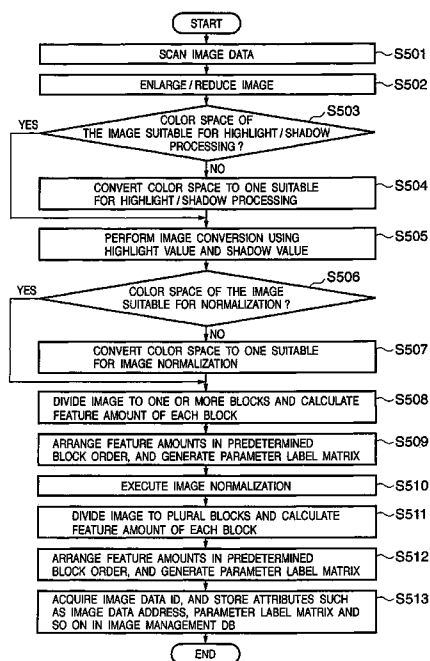 START
SCAN IMAGE DATA
S501
ENLARGE/REDUCE IMAGE
S502
S503
YES
COLOR SPACE OF
THE IMAGE SUITABLE FOR HIGHLIGHT/SHADOW
PROCESSING?
NO
CONVERT COLOR SPACE TO ONE SUITABLE
FOR HIGHLIGHT/SHADOW PROCESSING
S504
PERFORM IMAGE CONVERSION USING
HIGHLIGHT VALUE AND SHADOW VALUE
S505
S506
YES
COLOR SPACE OF THE IMAGE
SUITABLE FOR NORMALIZATION?
NO
CONVERT COLOR SPACE TO ONE SUITABLE
FOR IMAGE NORMALIZATION
S507
DIVIDE IMAGE TO ONE OR MORE BLOCKS AND CALCULATE
FEATURE AMOUNT OF EACH BLOCK
S508
ARRANGE FEATURE AMOUNTS IN PREDETERMINED
BLOCK ORDER, AND GENERATE PARAMETER LABEL MATRIX
S509
EXECUTE IMAGE NORMALIZATION
S510
DIVIDE IMAGE TO PLURAL BLOCKS AND CALCULATE
FEATURE AMOUNT OF EACH BLOCK
S511
ARRANGE FEATURE AMOUNTS IN PREDETERMINED
BLOCK ORDER, AND GENERATE PARAMETER LABEL MATRIX
S512
ACQUIRE IMAGE DATA ID, AND STORE ATTRIBUTES SUCH
AS IMAGE DATA ADDRESS, PARAMETER LABEL MATRIX AND
SO ON IN IMAGE MANAGEMENT DB
S513
END